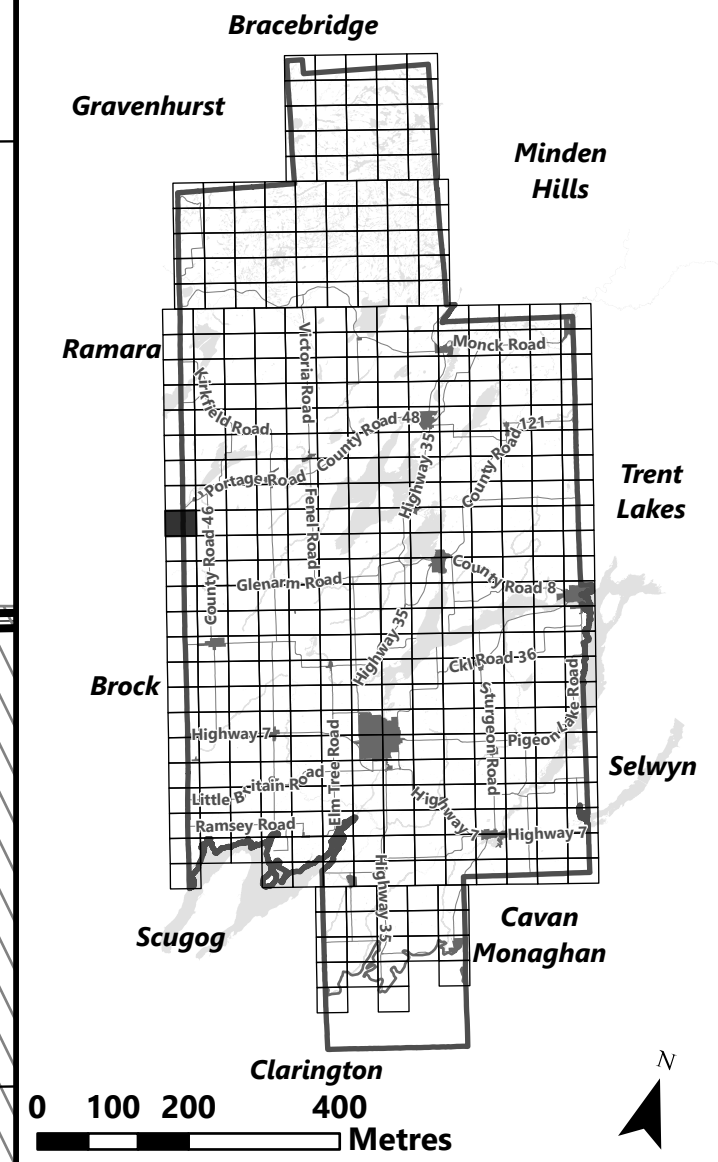 Bracebridge
Gravenhurst
Minden
Hills
Ramara
Monck Road
Victoria Road
Kirkfield Road
County Road 48
County Road 121
Highway 35
Portage Road
Trent
Lakes
Fenel Road
County Road 46
Glenarm Road
County Road 8
Highway 35
Ckl Road 36
Brock
Sturgeon Road
Pigeon Lake Road
Highway 7
Elm Tree Road
Selwyn
Little Britain Road
Highway 7
Ramsey Road
Highway 7
Highway 35
Scugog
Cavan
Monaghan
Clarington
N
0 100 200 400
Metres